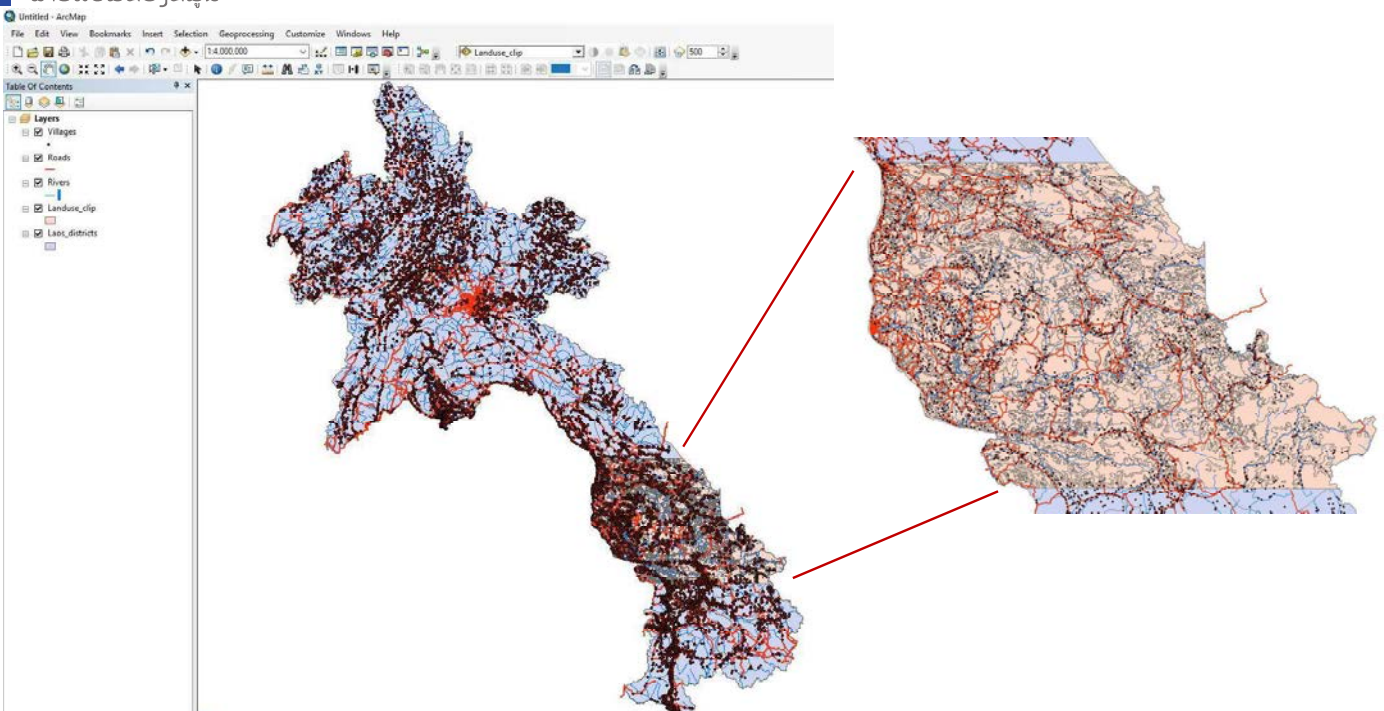 Untitled - ArcMap
File Edit View Bookmarks Insert Selection Geoprocessing Customize Windows Help
1:4,000,000
Landuse_clip
500
Table Of Contents
Layers
Villages
Roads
Rivers
Landuse_clip
Laos_districts